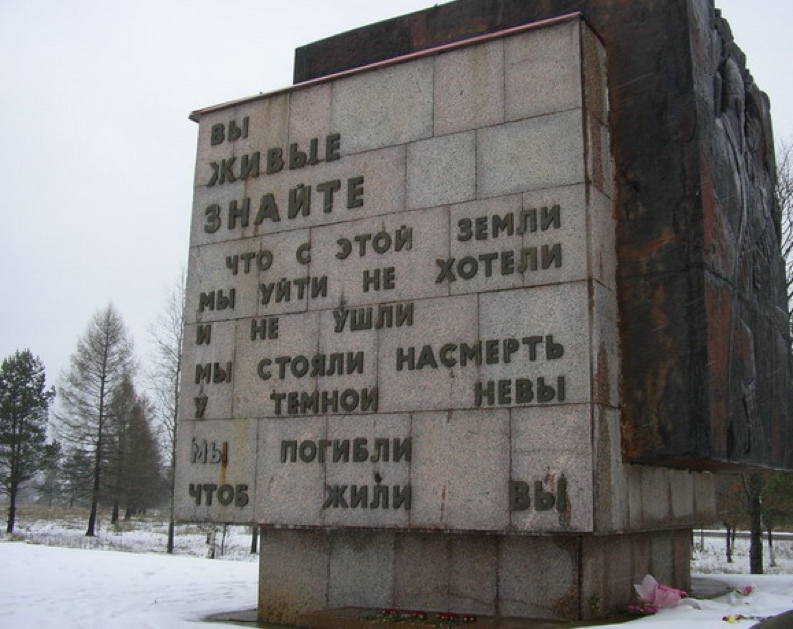 ВЫ
ЖИВЫЕ
ЗНАЙТЕ
ЧТО С ЭТОЙ ЗЕМЛИ
МЫ УЙТИ НЕ ХОТЕЛИ
И НЕ УШЛИ
МЫ СТОЯЛИ НАСМЕРТЬ
У ТЕМНОЙ НЕВЫ
МЫ ПОГИБЛИ
ЧТОБ ЖИЛИ ВЫ